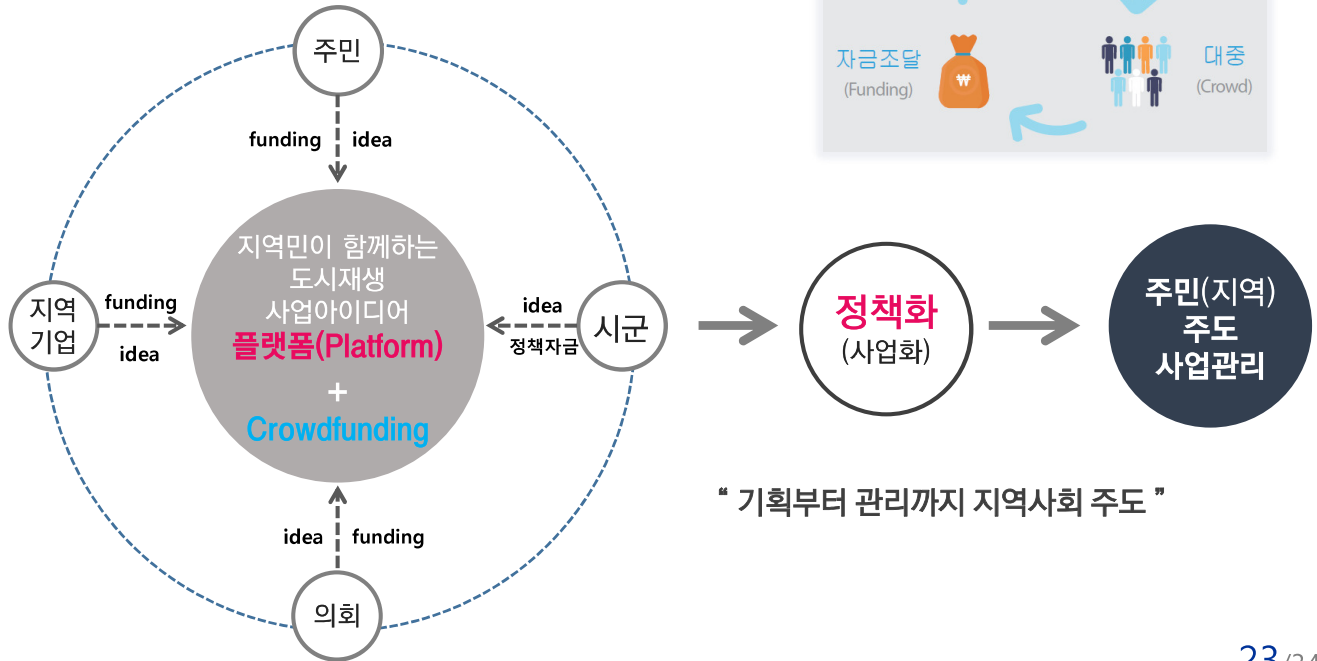 자금조달
(Funding)
₩
대중
(Crowd)
주민
funding idea
지역민이 함께하는
도시재생
사업아이디어
플랫폼(Platform)
+
Crowdfunding
지역
기업
funding
idea
idea
정책자금
시군
idea funding
의회
정책화
(사업화)
주민(지역)
주도
사업관리
“ 기획부터 관리까지 지역사회 주도 ”
23